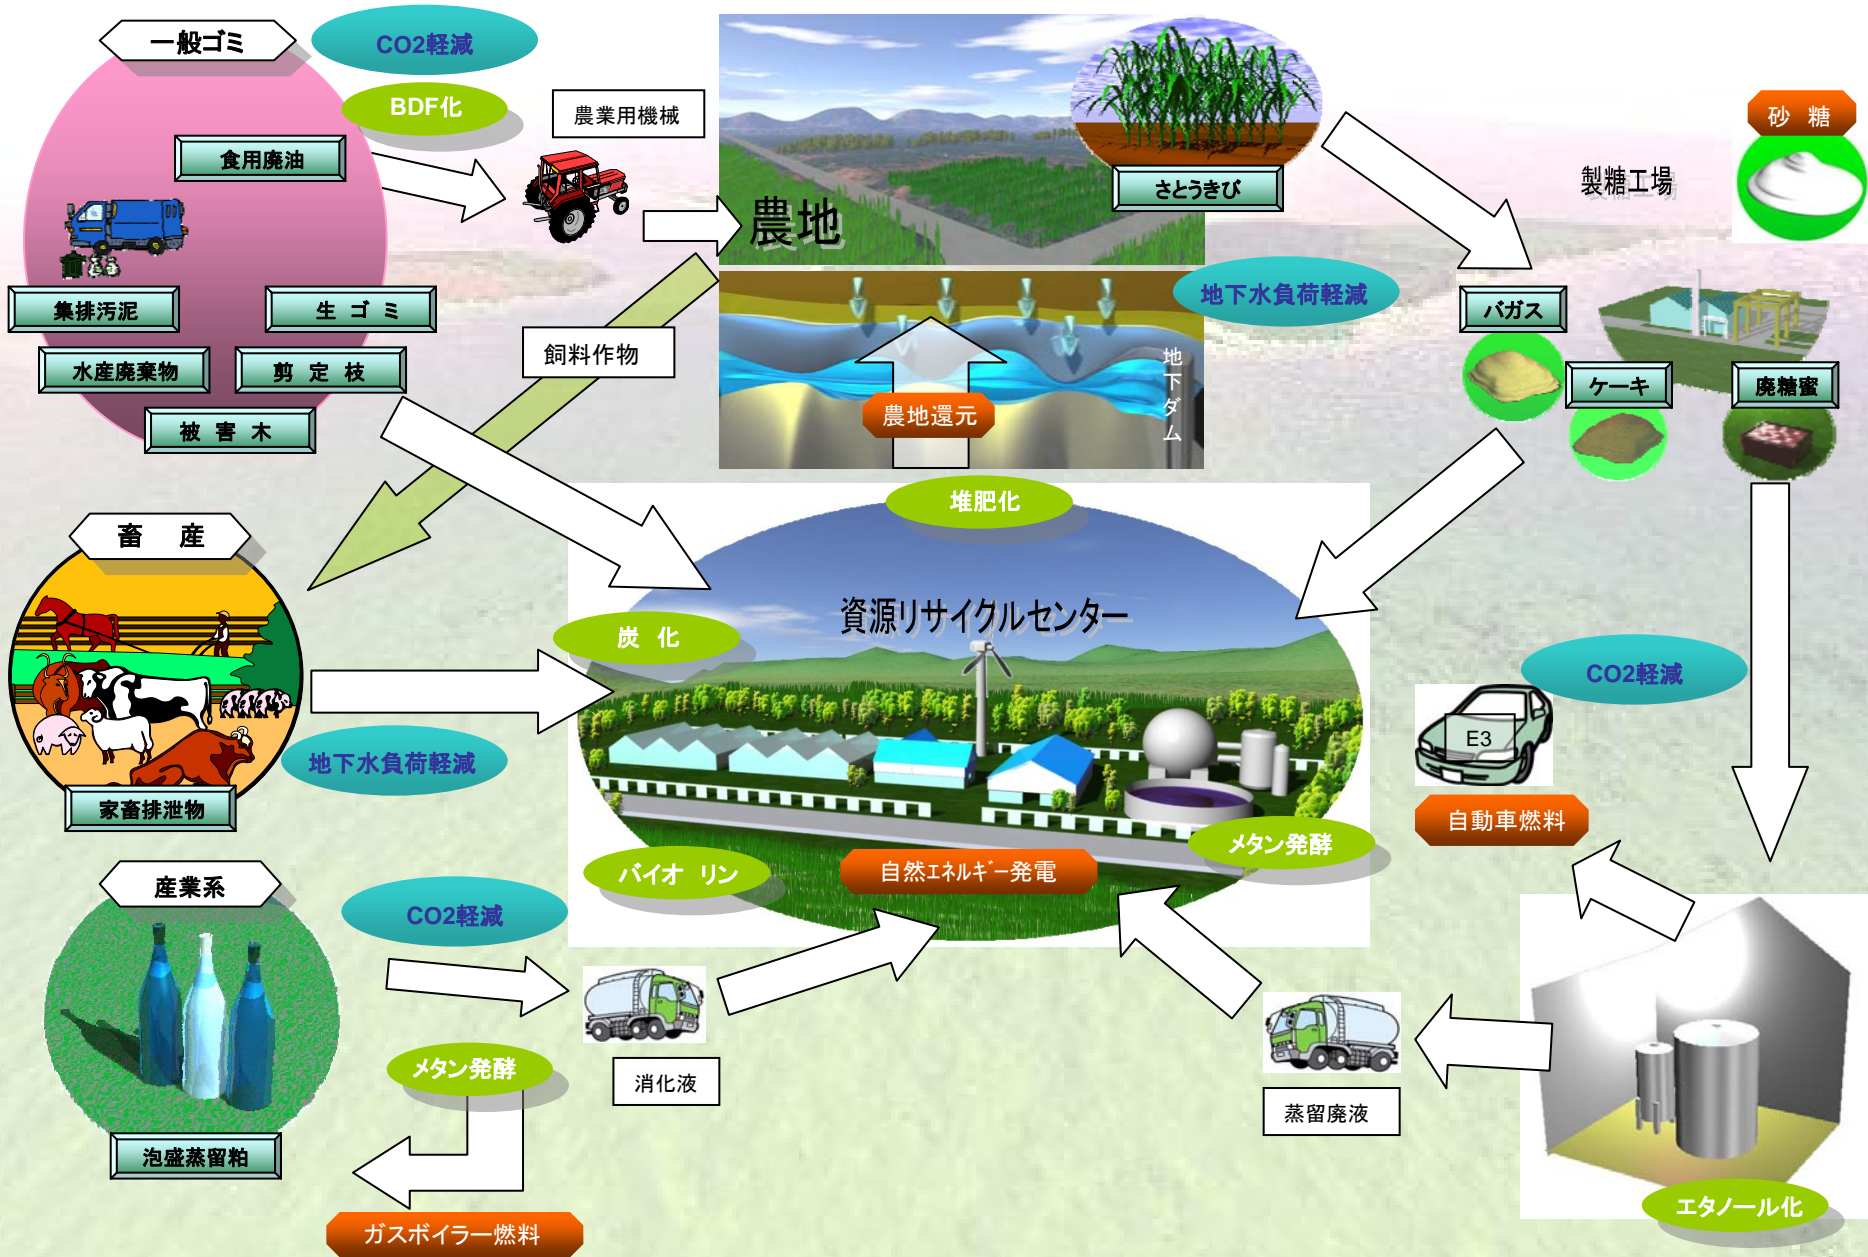 一般ゴミ
CO2軽減
BDF化
農業用機械
食用廃油
集排汚泥
生 ゴ ミ
水産廃棄物
剪 定 枝
被 害 木
農地
さとうきび
砂 糖
製糖工場
地下水負荷軽減
バガス
ケーキ
廃糖蜜
飼料作物
地下ダム
農地還元
堆肥化
畜 産
家畜排泄物
地下水負荷軽減
炭 化
資源リサイクルセンター
CO2軽減
E3
自動車燃料
メタン発酵
バイオ リン
自然エネルギー発電
産業系
CO2軽減
泡盛蒸留粕
メタン発酵
消化液
ガスボイラー燃料
蒸留廃液
エタノール化